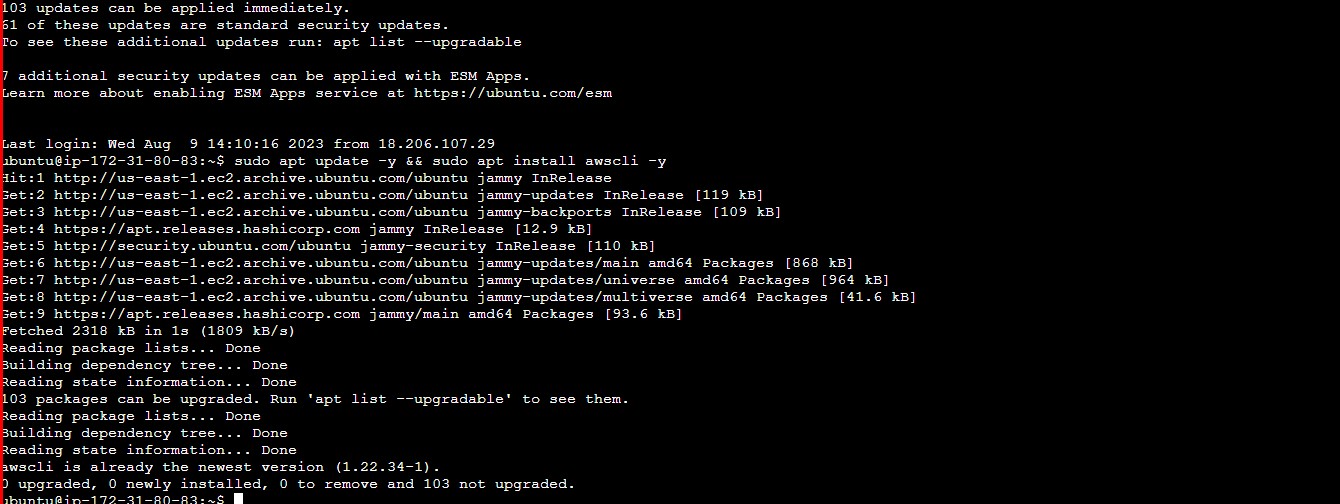 103 updates can be applied immediately.
61 of these updates are standard security updates.
To see these additional updates run: apt list --upgradable
7 additional security updates can be applied with ESM Apps.
Learn more about enabling ESM Apps service at https://ubuntu.com/esm
Last login: Wed Aug  9 14:10:16 2023 from 18.206.107.29
ubuntu@ip-172-31-80-83:~$ sudo apt update -y && sudo apt install awscli -y
Hit:1 http://us-east-1.ec2.archive.ubuntu.com/ubuntu jammy InRelease
Get:2 http://us-east-1.ec2.archive.ubuntu.com/ubuntu jammy-updates InRelease [119 kB]
Get:3 http://us-east-1.ec2.archive.ubuntu.com/ubuntu jammy-backports InRelease [109 kB]
Get:4 https://apt.releases.hashicorp.com jammy InRelease [12.9 kB]
Get:5 http://security.ubuntu.com/ubuntu jammy-security InRelease [110 kB]
Get:6 http://us-east-1.ec2.archive.ubuntu.com/ubuntu jammy-updates/main amd64 Packages [868 kB]
Get:7 http://us-east-1.ec2.archive.ubuntu.com/ubuntu jammy-updates/universe amd64 Packages [964 kB]
Get:8 http://us-east-1.ec2.archive.ubuntu.com/ubuntu jammy-updates/multiverse amd64 Packages [41.6 kB]
Get:9 https://apt.releases.hashicorp.com jammy/main amd64 Packages [93.6 kB]
Fetched 2318 kB in 1s (1809 kB/s)
Reading package lists... Done
Building dependency tree... Done
Reading state information... Done
103 packages can be upgraded. Run 'apt list --upgradable' to see them.
Reading package lists... Done
Building dependency tree... Done
Reading state information... Done
awscli is already the newest version (1.22.34-1).
0 upgraded, 0 newly installed, 0 to remove and 103 not upgraded.
ubuntu@ip-172-31-80-83:~$